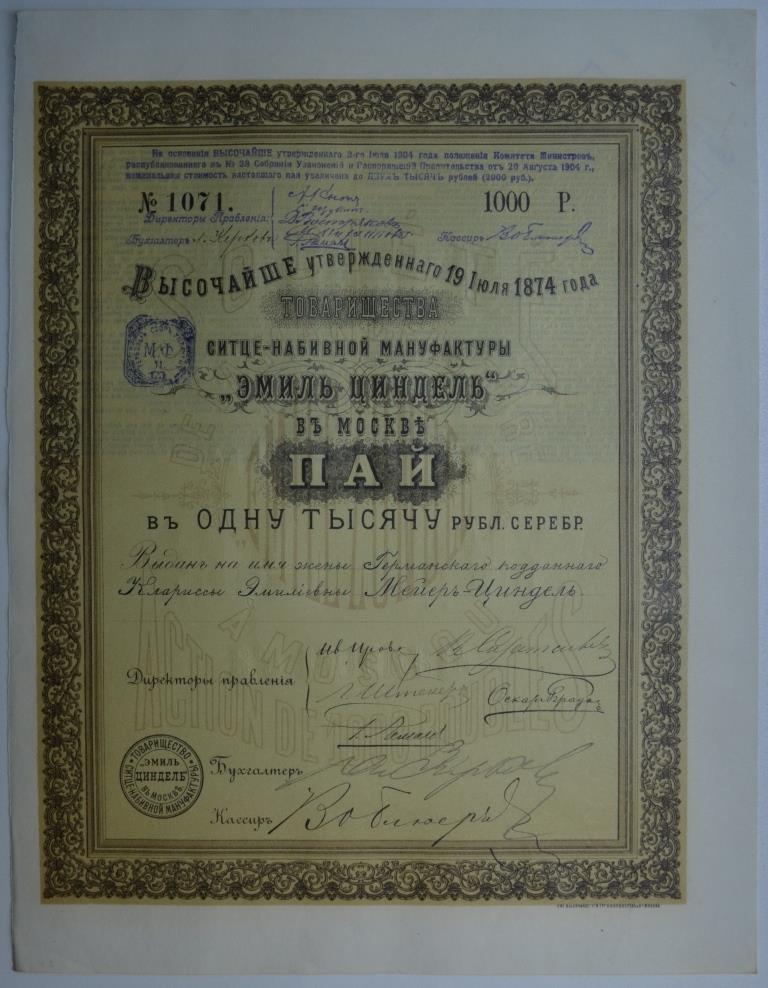 На основаніи ВЫСОЧАЙШЕ утвержденнаго 2-го Іюля 1904 года положенія Комитета Министровъ,
распубликованнаго въ № 28 Собранія Узаконеній и Распоряженій Правительства отъ 20 Августа 1904 г.,
номинальная стоимость настоящаго пая увеличена до ДВУХЪ ТЫСЯЧЪ рублей (2000 руб.).
№ 1071. 1000 Р.
Директоры Правленія:
Бухгалтеръ Кассиръ
ВЫСОЧАЙШЕ утвержденнаго 19 Іюля 1874 года
ТОВАРИЩЕСТВА
СИТЦЕ-НАБИВНОЙ МАНУФАКТУРЫ
„ЭМИЛЬ ЦИНДЕЛЬ“
ВЪ МОСКВѢ
ПАЙ
ВЪ ОДНУ ТЫСЯЧУ РУБЛ. СЕРЕБР.
Выданъ на имя жены Германскаго подданнаго
Клариссы Эмиліевны Мейеръ-Циндель
Директоры правленія
Оскаръ
Бухгалтеръ
Кассиръ
ТОВАРИЩЕСТВО СИТЦЕ-НАБИВНОЙ МАНУФАКТУРЫ
„ЭМИЛЬ
ЦИНДЕЛЬ“
ВЪ МОСКВѢ
М Ф
ACTION DE ROUBLES
A MOSCOU